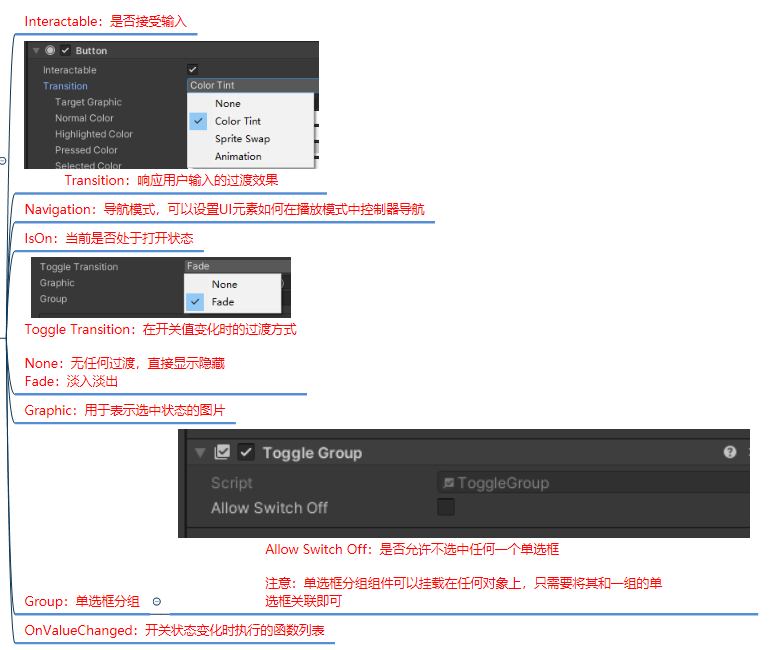 Interactable：是否接受输入
Button
Interactable
Transition
Color Tint
Target Graphic
None
Normal Color
Color Tint
Highlighted Color
Sprite Swap
Pressed Color
Animation
Selected Color
Transition：响应用户输入的过渡效果
Navigation：导航模式，可以设置UI元素如何在播放模式中控制器导航
IsOn：当前是否处于打开状态
Toggle Transition
Fade
Graphic
None
Group
Fade
Toggle Transition：在开关值变化时的过渡方式
None：无任何过渡，直接显示隐藏
Fade：淡入淡出
Graphic：用于表示选中状态的图片
Toggle Group
Script
ToggleGroup
Allow Switch Off
Allow Switch Off：是否允许不选中任何一个单选框
注意：单选框分组组件可以挂载在任何对象上，只需要将其和一组的单
选框关联即可
Group：单选框分组
OnValueChanged：开关状态变化时执行的函数列表